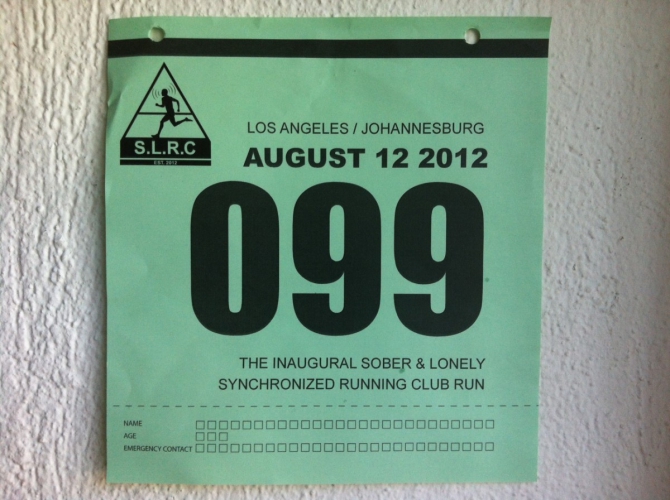 S.L.R.C
EST. 2012
LOS ANGELES / JOHANNESBURG
AUGUST 12 2012
099
THE INAUGURAL SOBER & LONELY
SYNCHRONIZED RUNNING CLUB RUN
NAME
AGE
EMERGENCY CONTACT